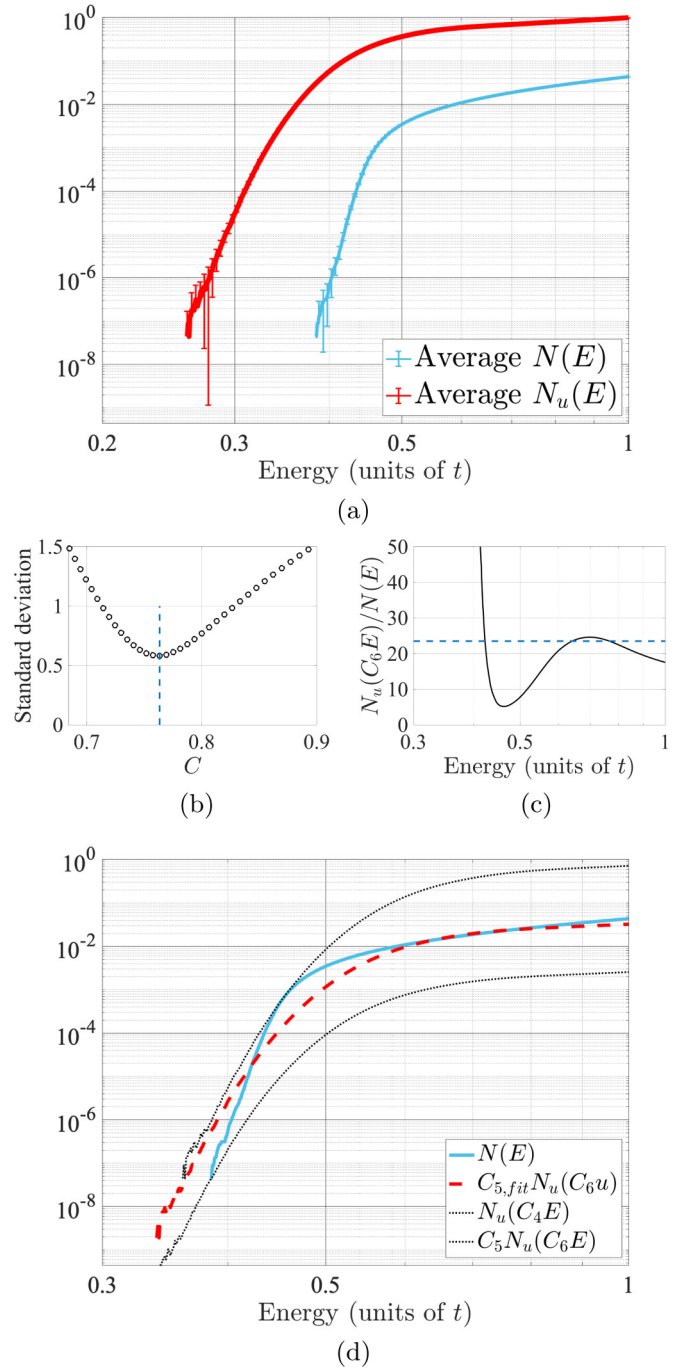 10^0
10^-2
10^-4
10^-6
10^-8
Average N(E)
Average N_u(E)
0.2 0.3 0.5 1
Energy (units of t)
(a)
Standard deviation
1.5
1
0.5
0
0.7 0.8 0.9
C
(b)
N_u(C_6E)/N(E)
50
40
30
20
10
0
0.3 0.5 1
Energy (units of t)
(c)
10^0
10^-2
10^-4
10^-6
10^-8
N(E)
C_{5,fit}N_u(C_6u)
N_u(C_4E)
C_5N_u(C_6E)
0.3 0.5 1
Energy (units of t)
(d)